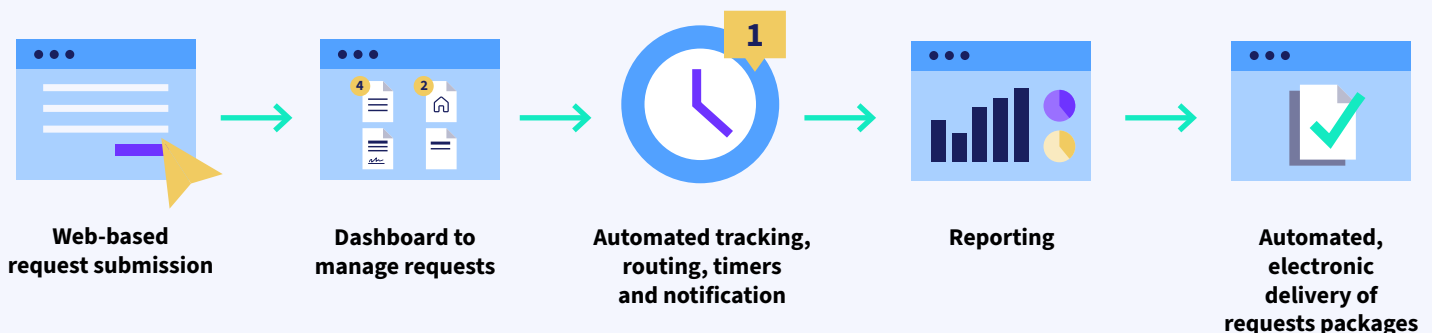 4
2
1
Web-based
request submission
Dashboard to
manage requests
Automated tracking,
routing, timers
and notification
Reporting
Automated,
electronic
delivery of
requests packages